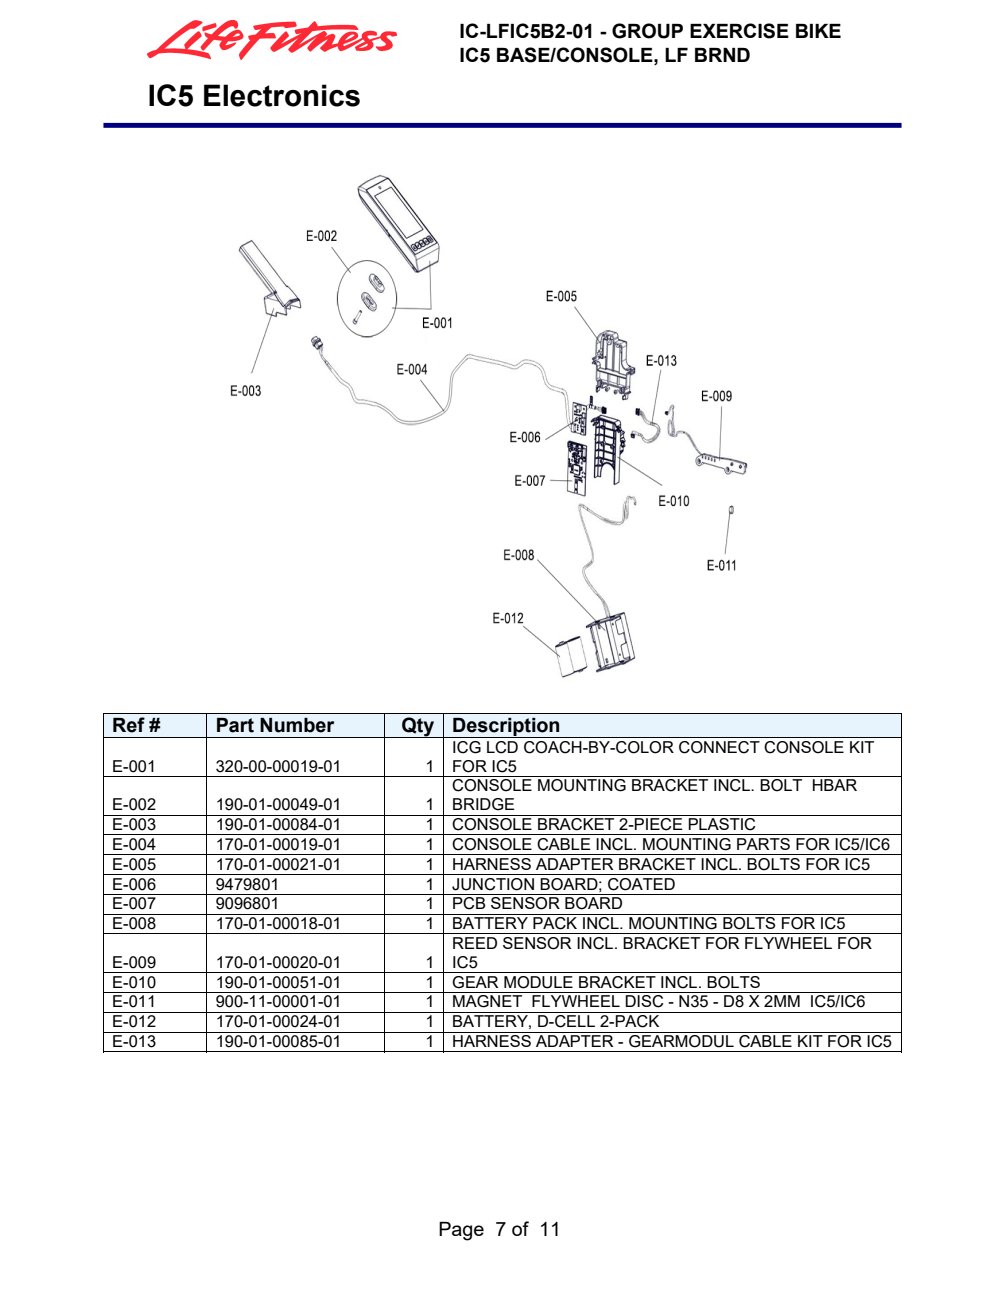 Life Fitness
IC-LFIC5B2-01 - GROUP EXERCISE BIKE
IC5 BASE/CONSOLE, LF BRND
IC5 Electronics
E-002
E-005
E-001
E-013
E-004
E-003
E-009
E-006
E-007
E-010
E-008
E-011
E-012
Ref # Part Number Qty Description
E-001 320-00-00019-01 1 ICG LCD COACH-BY-COLOR CONNECT CONSOLE KIT
FOR IC5
E-002 190-01-00049-01 1 CONSOLE MOUNTING BRACKET INCL. BOLT HBAR
BRIDGE
E-003 190-01-00084-01 1 CONSOLE BRACKET 2-PIECE PLASTIC
E-004 170-01-00019-01 1 CONSOLE CABLE INCL. MOUNTING PARTS FOR IC5/IC6
E-005 170-01-00021-01 1 HARNESS ADAPTER BRACKET INCL. BOLTS FOR IC5
E-006 9479801 1 JUNCTION BOARD; COATED
E-007 9096801 1 PCB SENSOR BOARD
E-008 170-01-00018-01 1 BATTERY PACK INCL. MOUNTING BOLTS FOR IC5
E-009 170-01-00020-01 1 REED SENSOR INCL. BRACKET FOR FLYWHEEL FOR
IC5
E-010 190-01-00051-01 1 GEAR MODULE BRACKET INCL. BOLTS
E-011 900-11-00001-01 1 MAGNET FLYWHEEL DISC - N35 - D8 X 2MM IC5/IC6
E-012 170-01-00024-01 1 BATTERY, D-CELL 2-PACK
E-013 190-01-00085-01 1 HARNESS ADAPTER - GEARMODUL CABLE KIT FOR IC5
Page 7 of 11